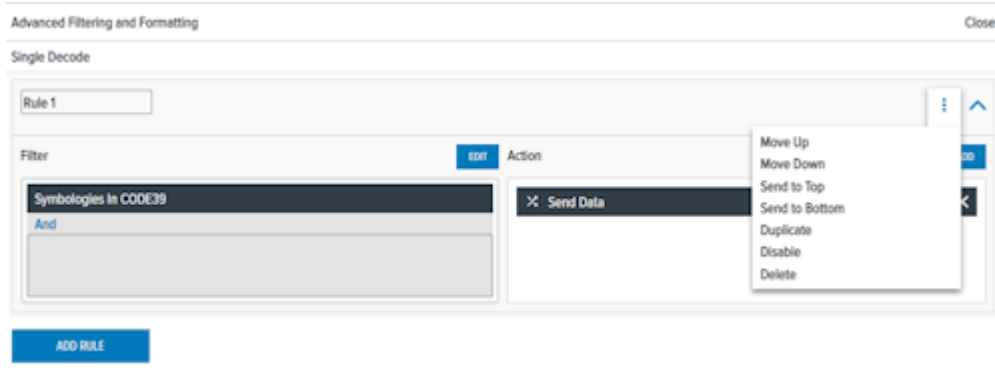 Advanced Filtering and Formatting Close
Single Decode
Rule 1
Filter EDIT Action
Symbologies In CODE39
And
Send Data
Move Up
Move Down
Send to Top
Send to Bottom
Duplicate
Disable
Delete
ADD RULE